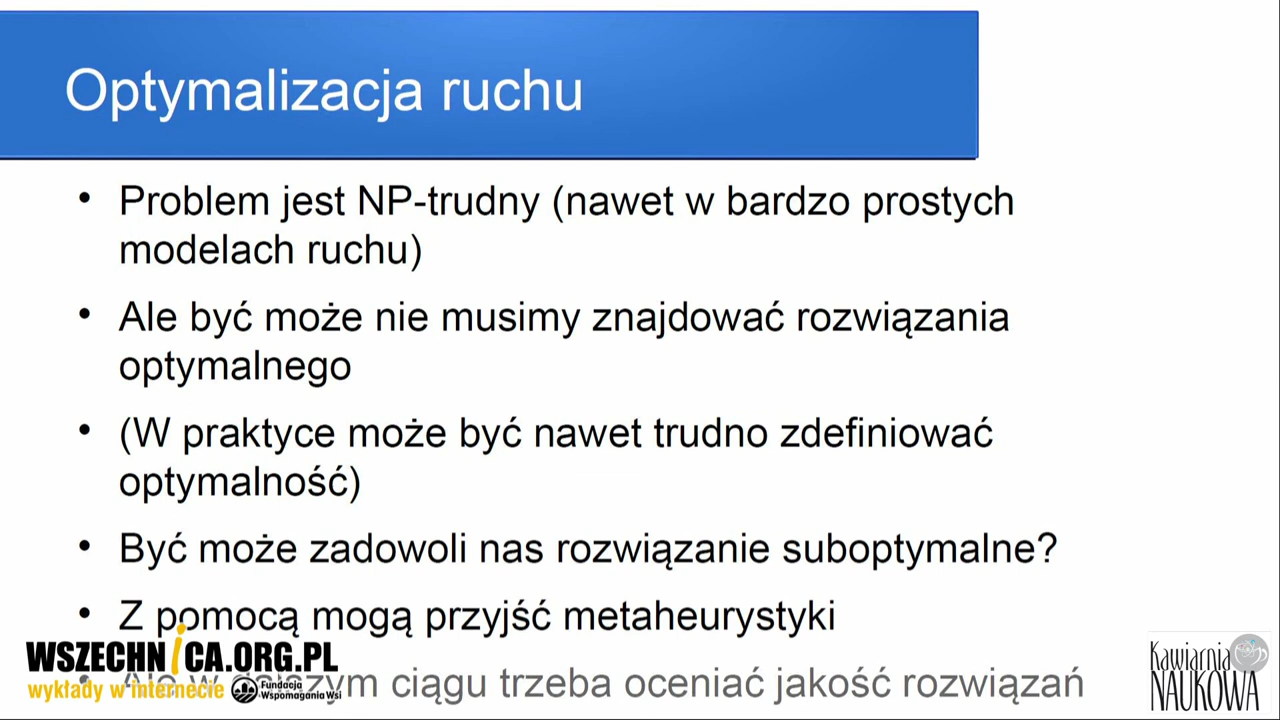 Optymalizacja ruchu
• Problem jest NP-trudny (nawet w bardzo prostych
modelach ruchu)
• Ale być może nie musimy znajdować rozwiązania
optymalnego
• (W praktyce może być nawet trudno zdefiniować
optymalność)
• Być może zadowoli nas rozwiązanie suboptymalne?
• Z pomocą mogą przyjść metaheurystyki
• Ale w dalszym ciągu trzeba oceniać jakość rozwiązań
WSZECHNiCA.ORG.PL
wykłady w internecie
Fundacja
Wspomagania Wsi
Kawiarnia
NAUKOWA